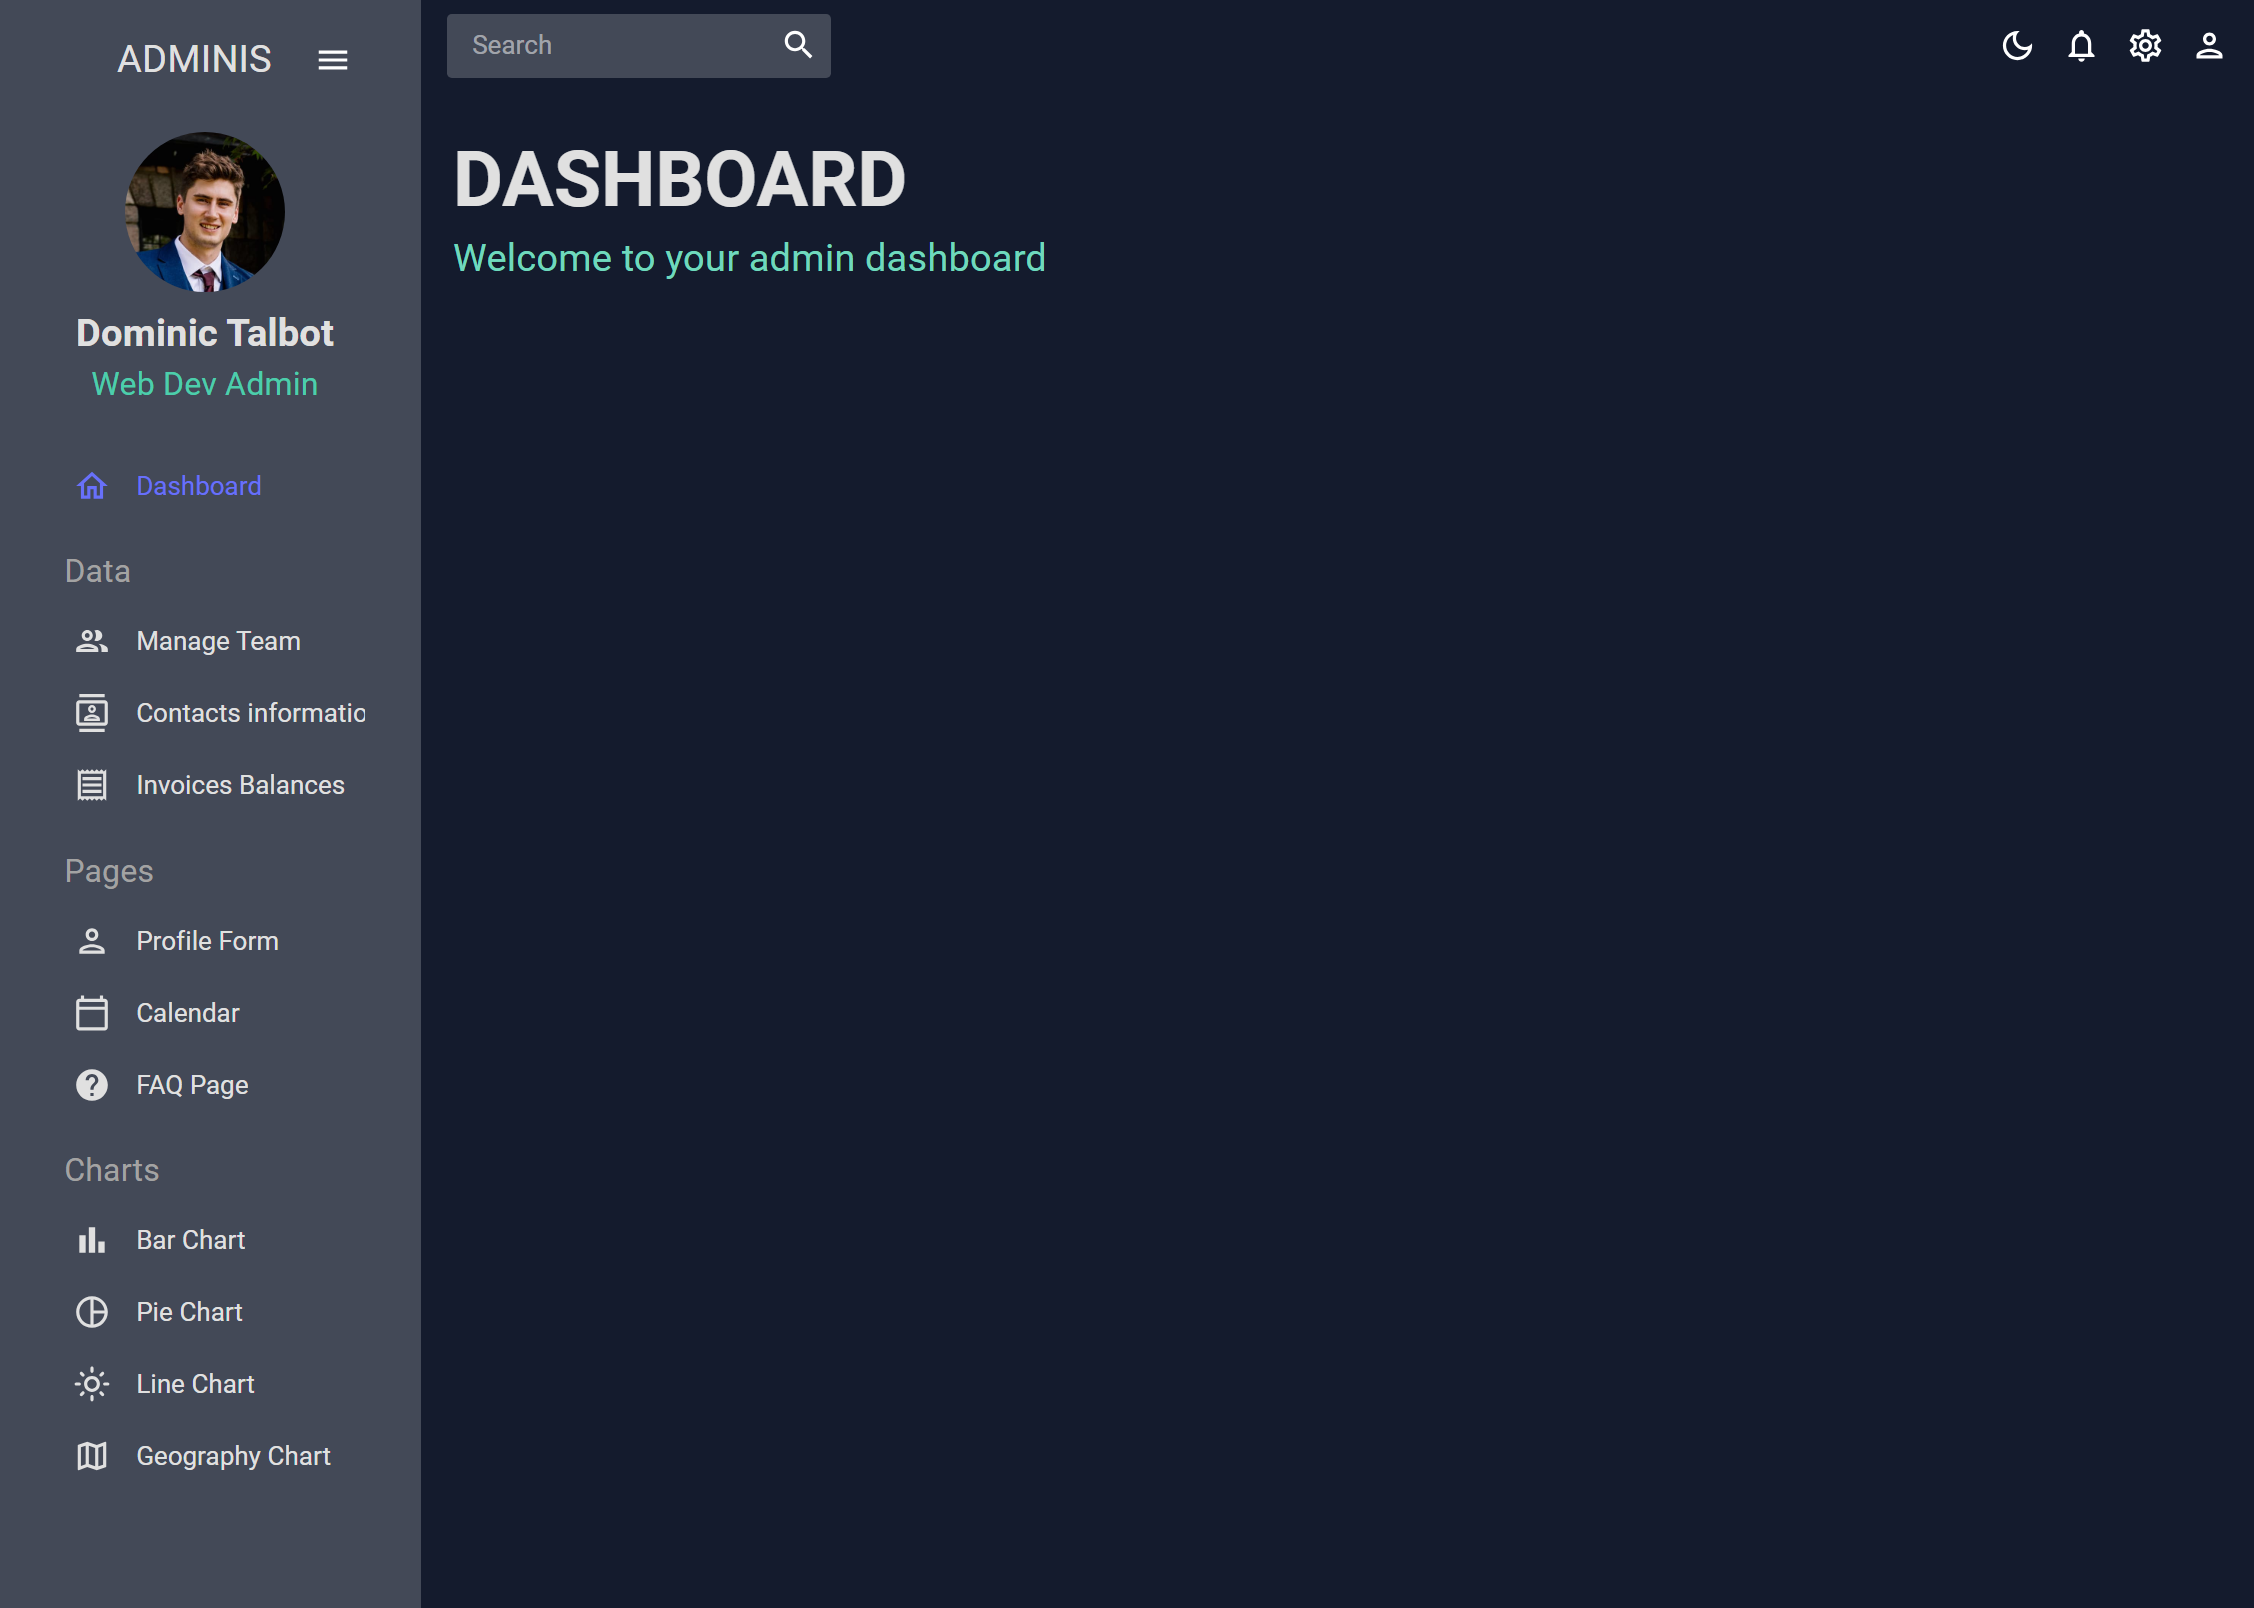 ADMINIS
Search
Dominic Talbot
Web Dev Admin
Dashboard
Data
Manage Team
Contacts informatio
Invoices Balances
Pages
Profile Form
Calendar
FAQ Page
Charts
Bar Chart
Pie Chart
Line Chart
Geography Chart
DASHBOARD
Welcome to your admin dashboard